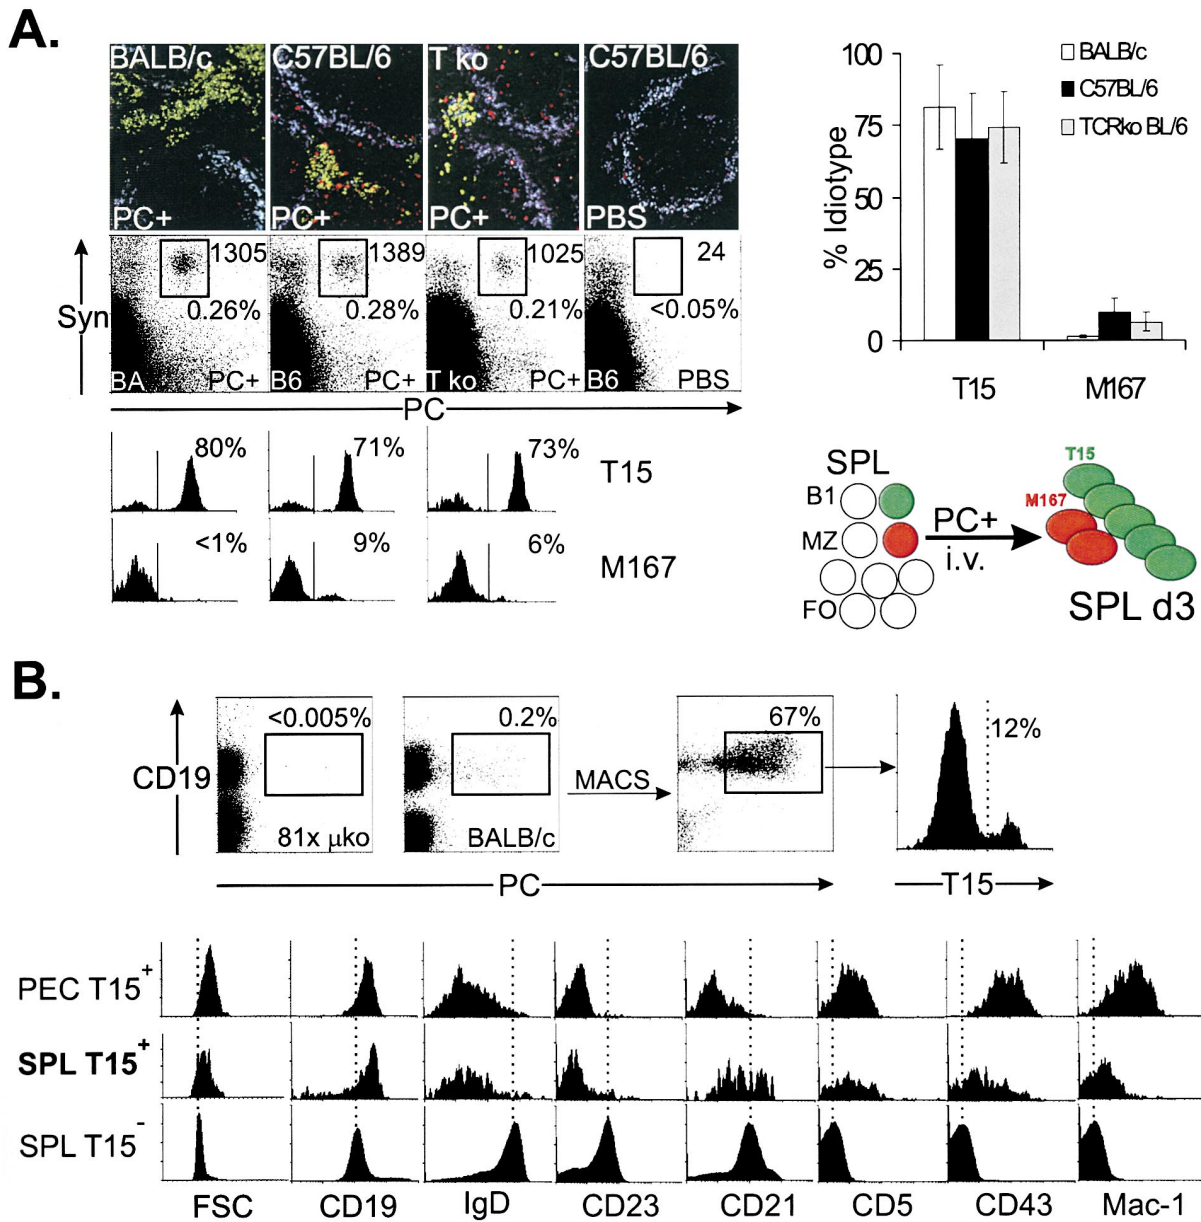 A.
BALB/c C57BL/6 T ko C57BL/6
PC+ PC+ PC+ PBS
1305 1389 1025 24
0.26% 0.28% 0.21% <0.05%
Syn
BA PC+ B6 PC+ T ko PC+ B6 PBS
PC
80% 71% 73% T15
<1% 9% 6% M167
100
75
50
25
0
% Idiotype
BALB/c
C57BL/6
TCRko BL/6
T15 M167
SPL
B1
MZ
FO
PC+
i.v.
T15
M167
SPL d3
B.
<0.005% 0.2% 67% 12%
CD19
MACS
81x µko BALB/c
PC T15
PEC T15+
SPL T15+
SPL T15-
FSC CD19 IgD CD23 CD21 CD5 CD43 Mac-1